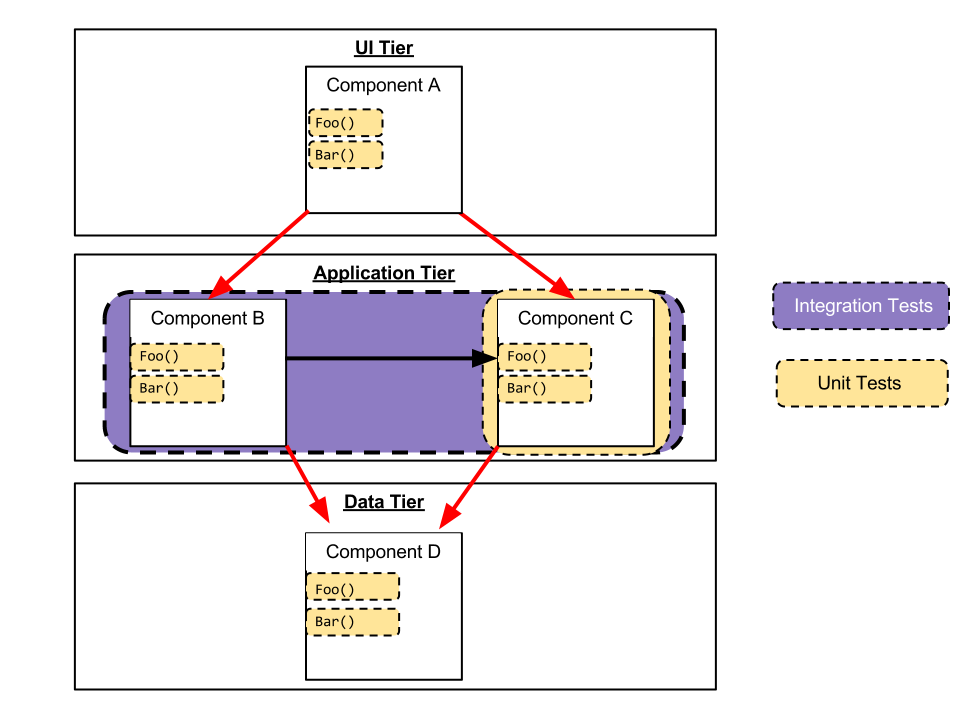 UI Tier
Component A
Foo()
Bar()
Application Tier
Component B
Foo()
Bar()
Component C
Foo()
Bar()
Integration Tests
Unit Tests
Data Tier
Component D
Foo()
Bar()